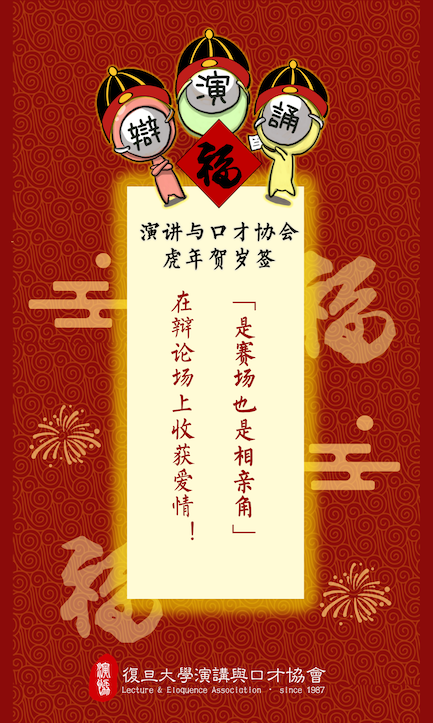 辯
演
誦
福
演讲与口才协会
虎年贺岁签
「是赛场也是相亲角」
在辩论场上收获爱情！
福
福
復旦大學演講與口才協會
Lecture & Eloquence Association · since 1987